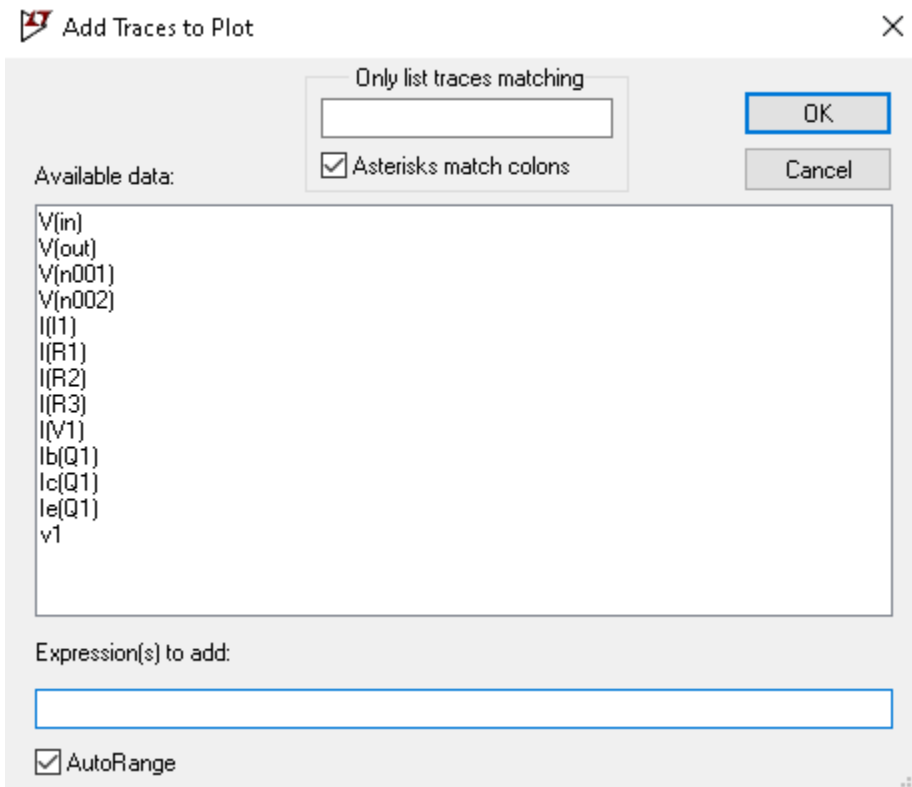 Add Traces to Plot
Only list traces matching
OK
Asterisks match colons
Cancel
Available data:
V(in)
V(out)
V(n001)
V(n002)
I(I1)
I(R1)
I(R2)
I(R3)
I(V1)
Ib(Q1)
Ic(Q1)
Ie(Q1)
v1
Expression(s) to add:
AutoRange